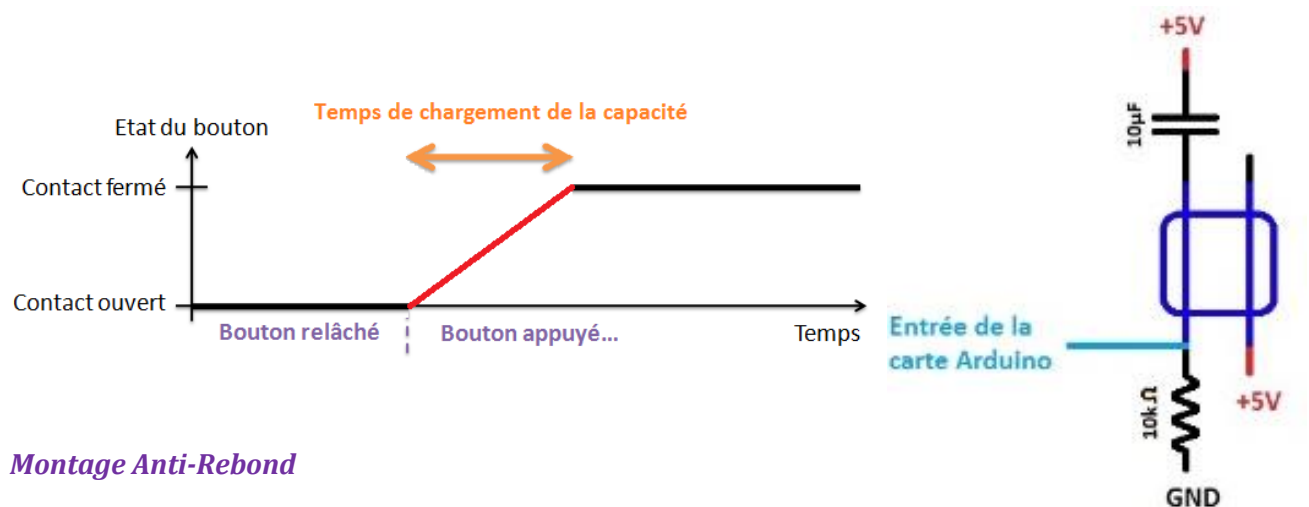 Temps de chargement de la capacité
Etat du bouton
Contact fermé
Contact ouvert
Bouton relâché
Bouton appuyé...
Temps
Montage Anti-Rebond
+5V
10µF
Entrée de la
carte Arduino
+5V
10kΩ
GND